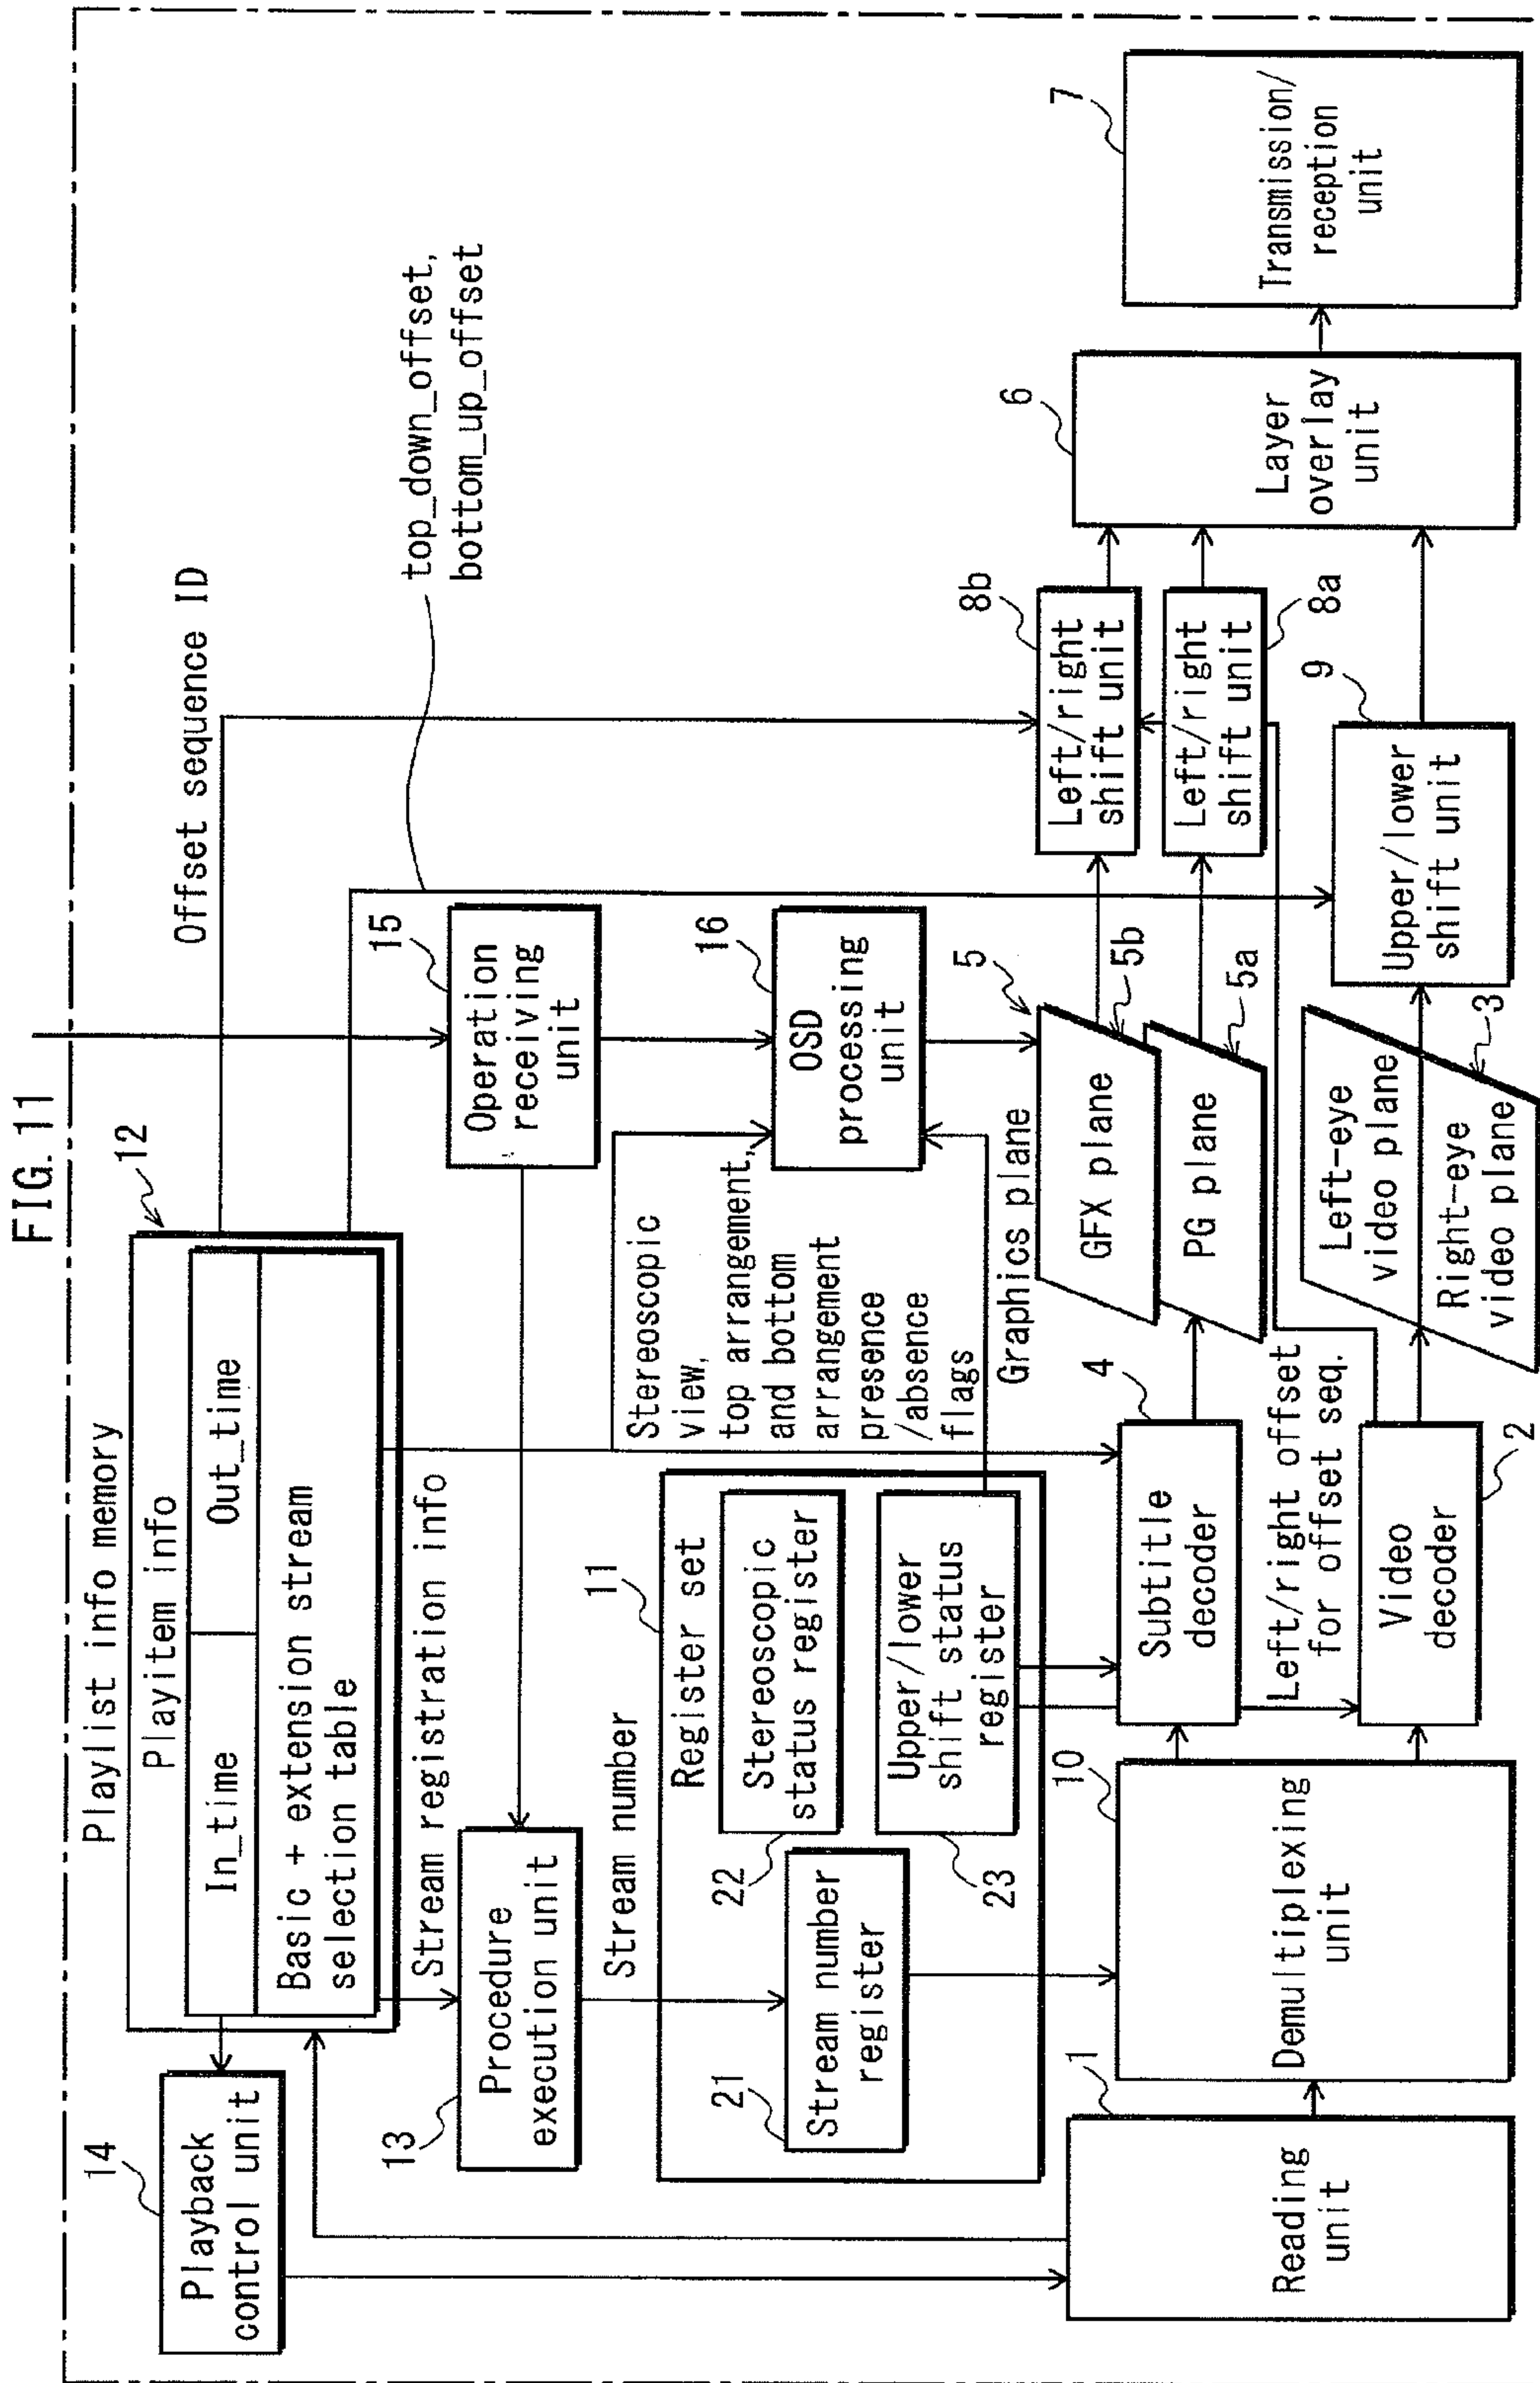 FIG. 11
Playlist info memory
12
Playitem info
In_time
Out_time
Basic + extension stream
selection table
14
Playback
control unit
Offset sequence ID
top_down_offset,
bottom_up_offset
Stream registration info
13
Procedure
execution unit
15
Operation
receiving
unit
Stream number
11
Register set
21
Stream number
register
22
Stereoscopic
status register
23
Upper/lower
shift status
register
Stereoscopic
view,
top arrangement,
and bottom
arrangement
presence
/absence
flags
16
OSD
processing
unit
Graphics plane
5
GFX plane
5b
PG plane
5a
8b
Left/right
shift unit
Left/right
shift unit
8a
6
Layer
overlay
unit
7
Transmission/
reception
unit
1
Reading
unit
10
Demultiplexing
unit
4
Subtitle
decoder
Left/right offset
for offset seq.
Video
decoder
2
Left-eye
video plane
Right-eye
video plane
3
9
Upper/lower
shift unit